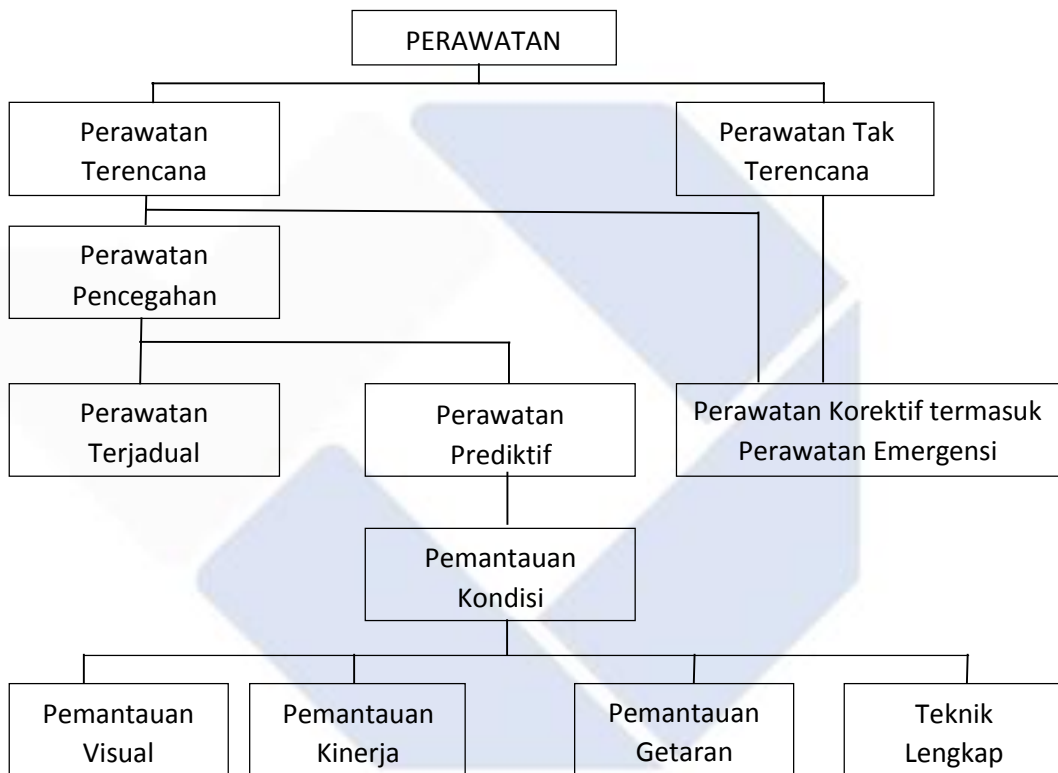 PERAWATAN
Perawatan
Terencana
Perawatan Tak
Terencana
Perawatan
Pencegahan
Perawatan
Terjadual
Perawatan
Prediktif
Perawatan Korektif termasuk
Perawatan Emergensi
Pemantauan
Kondisi
Pemantauan
Visual
Pemantauan
Kinerja
Pemantauan
Getaran
Teknik
Lengkap